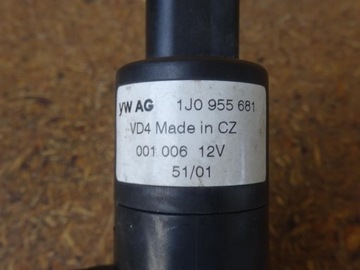 VW AG 1J0 955 681
VD4 Made in CZ
001 006 12V
51/01